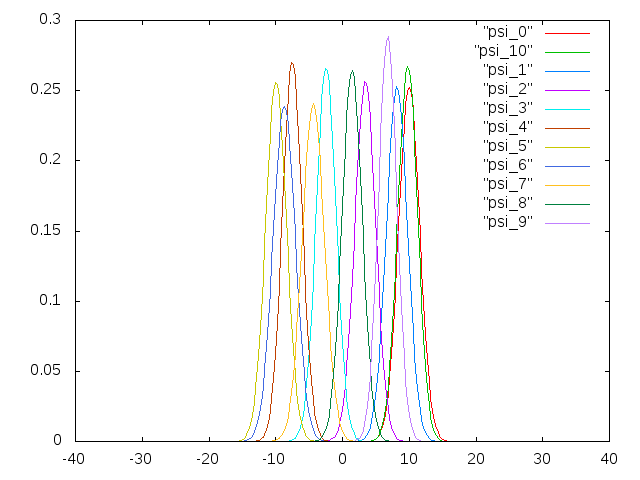 0.3
0.25
0.2
0.15
0.1
0.05
0
-40
-30
-20
-10
0
10
20
30
40
"psi_0"
"psi_10"
"psi_1"
"psi_2"
"psi_3"
"psi_4"
"psi_5"
"psi_6"
"psi_7"
"psi_8"
"psi_9"